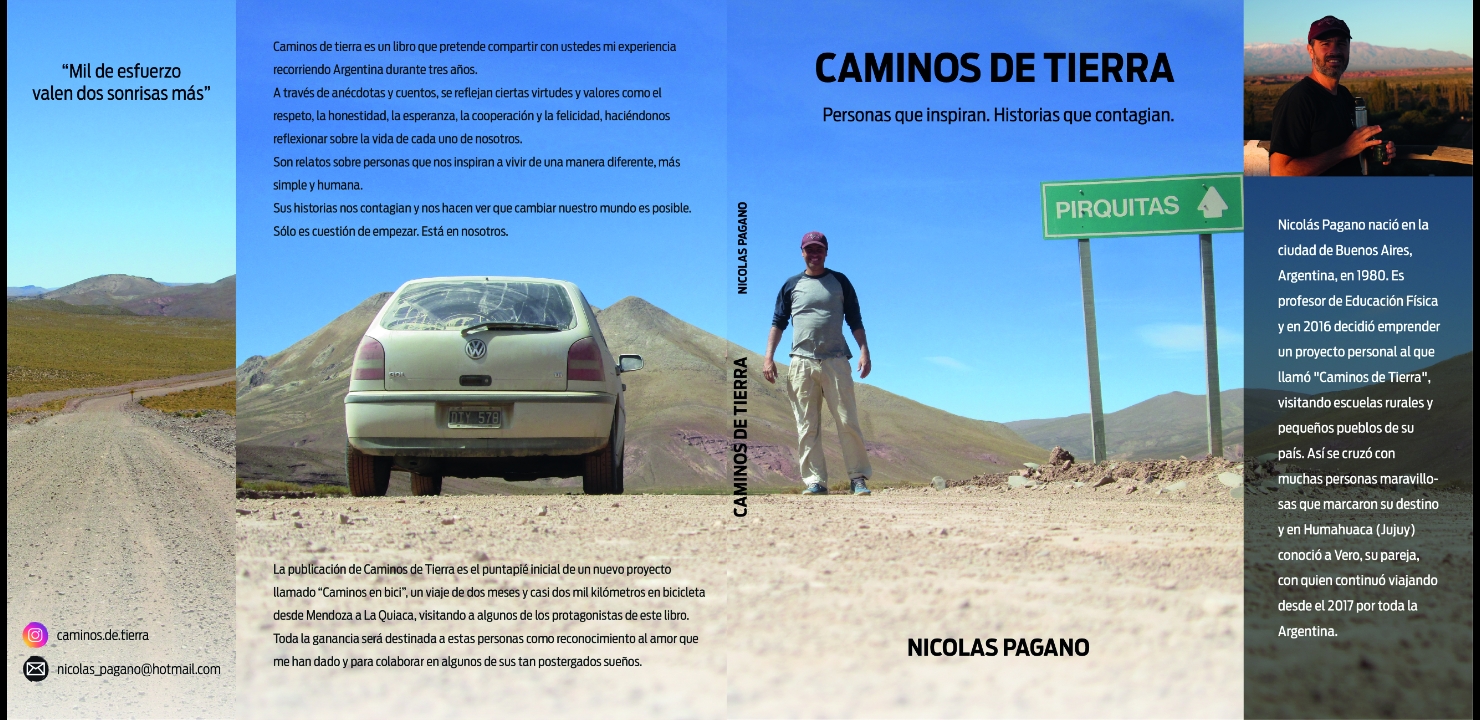 “Mil de esfuerzo
valen dos sonrisas más”
caminos.de.tierra
nicolas_pagano@hotmail.com
Caminos de tierra es un libro que pretende compartir con ustedes mi experiencia
recorriendo Argentina durante tres años.
A través de anécdotas y cuentos, se reflejan ciertas virtudes y valores como el
respeto, la honestidad, la esperanza, la cooperación y la felicidad, haciéndonos
reflexionar sobre la vida de cada uno de nosotros.
Son relatos sobre personas que nos inspiran a vivir de una manera diferente, más
simple y humana.
Sus historias nos contagian y nos hacen ver que cambiar nuestro mundo es posible.
Sólo es cuestión de empezar. Está en nosotros.
DIY 578
La publicación de Caminos de Tierra es el puntapié inicial de un nuevo proyecto
llamado “Caminos en bici”, un viaje de dos meses y casi dos mil kilómetros en bicicleta
desde Mendoza a La Quiaca, visitando a algunos de los protagonistas de este libro.
Toda la ganancia será destinada a estas personas como reconocimiento al amor que
me han dado y para colaborar en algunos de sus tan postergados sueños.
CAMINOS DE TIERRA
NICOLAS PAGANO
CAMINOS DE TIERRA
Personas que inspiran. Historias que contagian.
PIRQUITAS
NICOLAS PAGANO
Nicolás Pagano nació en la
ciudad de Buenos Aires,
Argentina, en 1980. Es
profesor de Educación Física
y en 2016 decidió emprender
un proyecto personal al que
llamó "Caminos de Tierra",
visitando escuelas rurales y
pequeños pueblos de su
país. Así se cruzó con
muchas personas maravillo-
sas que marcaron su destino
y en Humahuaca (Jujuy)
conoció a Vero, su pareja,
con quien continuó viajando
desde el 2017 por toda la
Argentina.